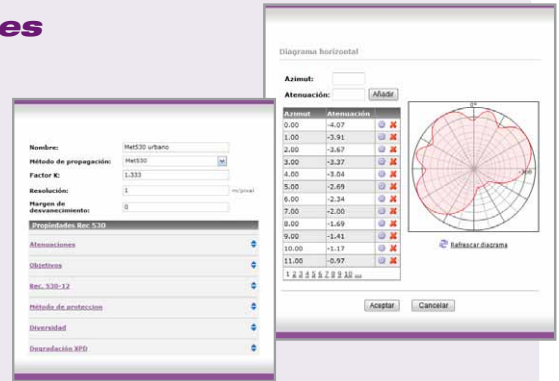 es
Nombre: Met530 urbano
Método de propagación: Met530
Factor K: 1.333
Resolución: 1 m/pixel
Margen de desvanecimiento: 0
Propiedades Rec 530
Atenuaciones
Objetivos
Rec. 530-12
Método de proteccion
Diversidad
Degradación XPD
Diagrama horizontal
Azimut:
Atenuación: Añadir
Azimut Atenuación
0.00 -4.07
1.00 -3.91
2.00 -3.67
3.00 -3.37
4.00 -3.04
5.00 -2.69
6.00 -2.34
7.00 -2.00
8.00 -1.69
9.00 -1.41
10.00 -1.17
11.00 -0.97
1 2 3 4 5 6 7 8 9 10 ...
0°
Refrescar diagrama
Aceptar Cancelar